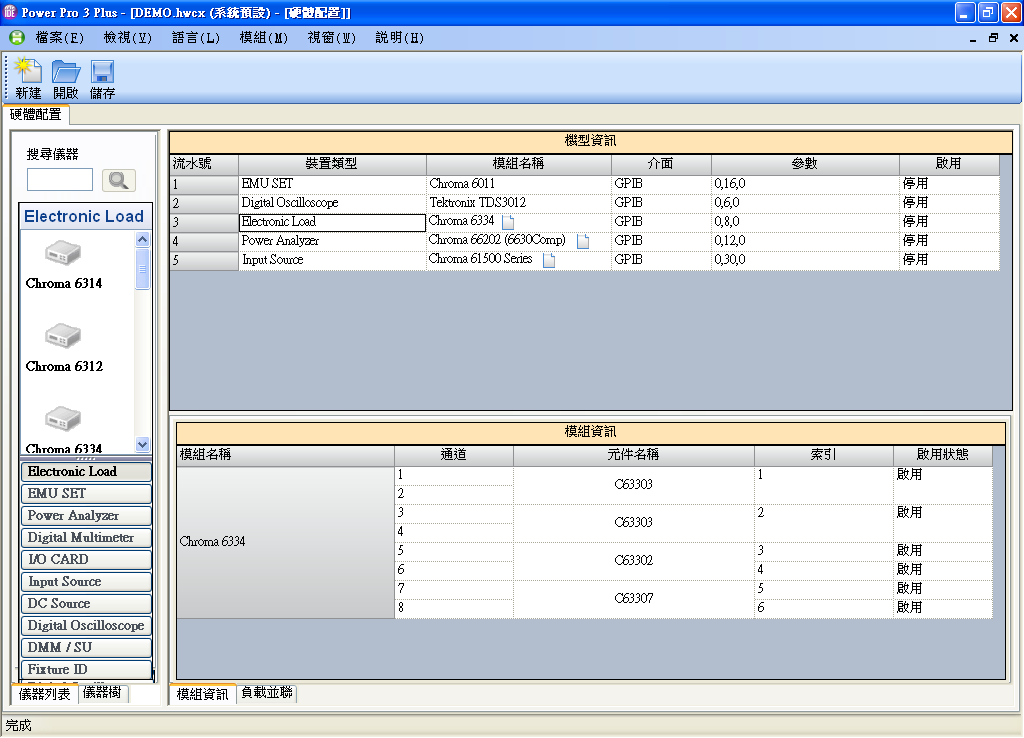 Power Pro 3 Plus - [DEMO.hwcx (系統預設) - [硬體配置]]
檔案(F) 檢視(V) 語言(L) 模組(M) 視窗(W) 說明(H)
新建 開啟 儲存
硬體配置
搜尋儀器
Electronic Load
Chroma 6314
Chroma 6312
Chroma 6334
Electronic Load
EMU SET
Power Analyzer
Digital Multimeter
I/O CARD
Input Source
DC Source
Digital Oscilloscope
DMM / SU
Fixture ID
儀器列表 儀器樹
機型資訊
流水號 裝置類型 模組名稱 介面 參數 啟用
1 EMU SET Chroma 6011 GPIB 0,16,0 停用
2 Digital Oscilloscope Tektronix TDS3012 GPIB 0,6,0 停用
3 Electronic Load Chroma 6334 GPIB 0,8,0 停用
4 Power Analyzer Chroma 66202 (6630Comp) GPIB 0,12,0 停用
5 Input Source Chroma 61500 Series GPIB 0,30,0 停用
模組資訊
模組名稱 通道 元件名稱 索引 啟用狀態
Chroma 6334
1 C63303 1 啟用
2
3 C63303 2 啟用
4
5 C63302 3 啟用
6 4 啟用
7 C63307 5 啟用
8 6 啟用
模組資訊 負載並聯
完成